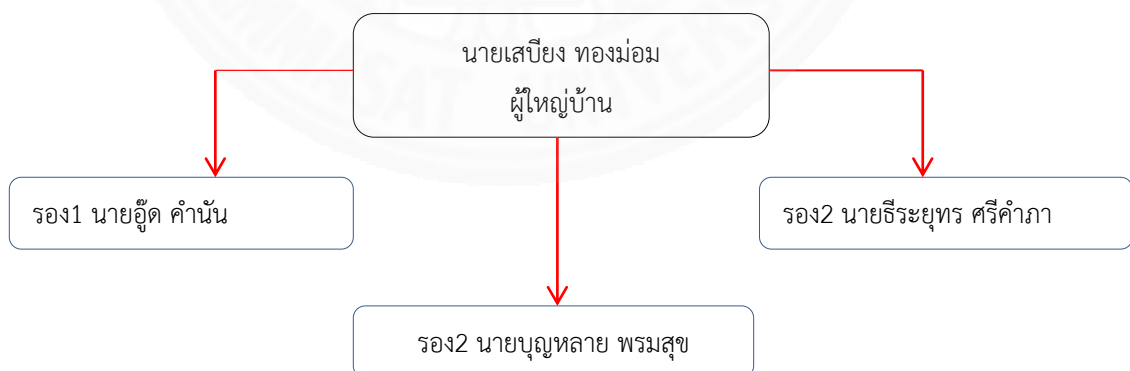 นายเสบียง ทองม่อม
ผู้ใหญ่บ้าน
รอง1 นายอู๊ด คำนัน
รอง2 นายธีระยุทร ศรีคำภา
รอง2 นายบุญหลาย พรมสุข